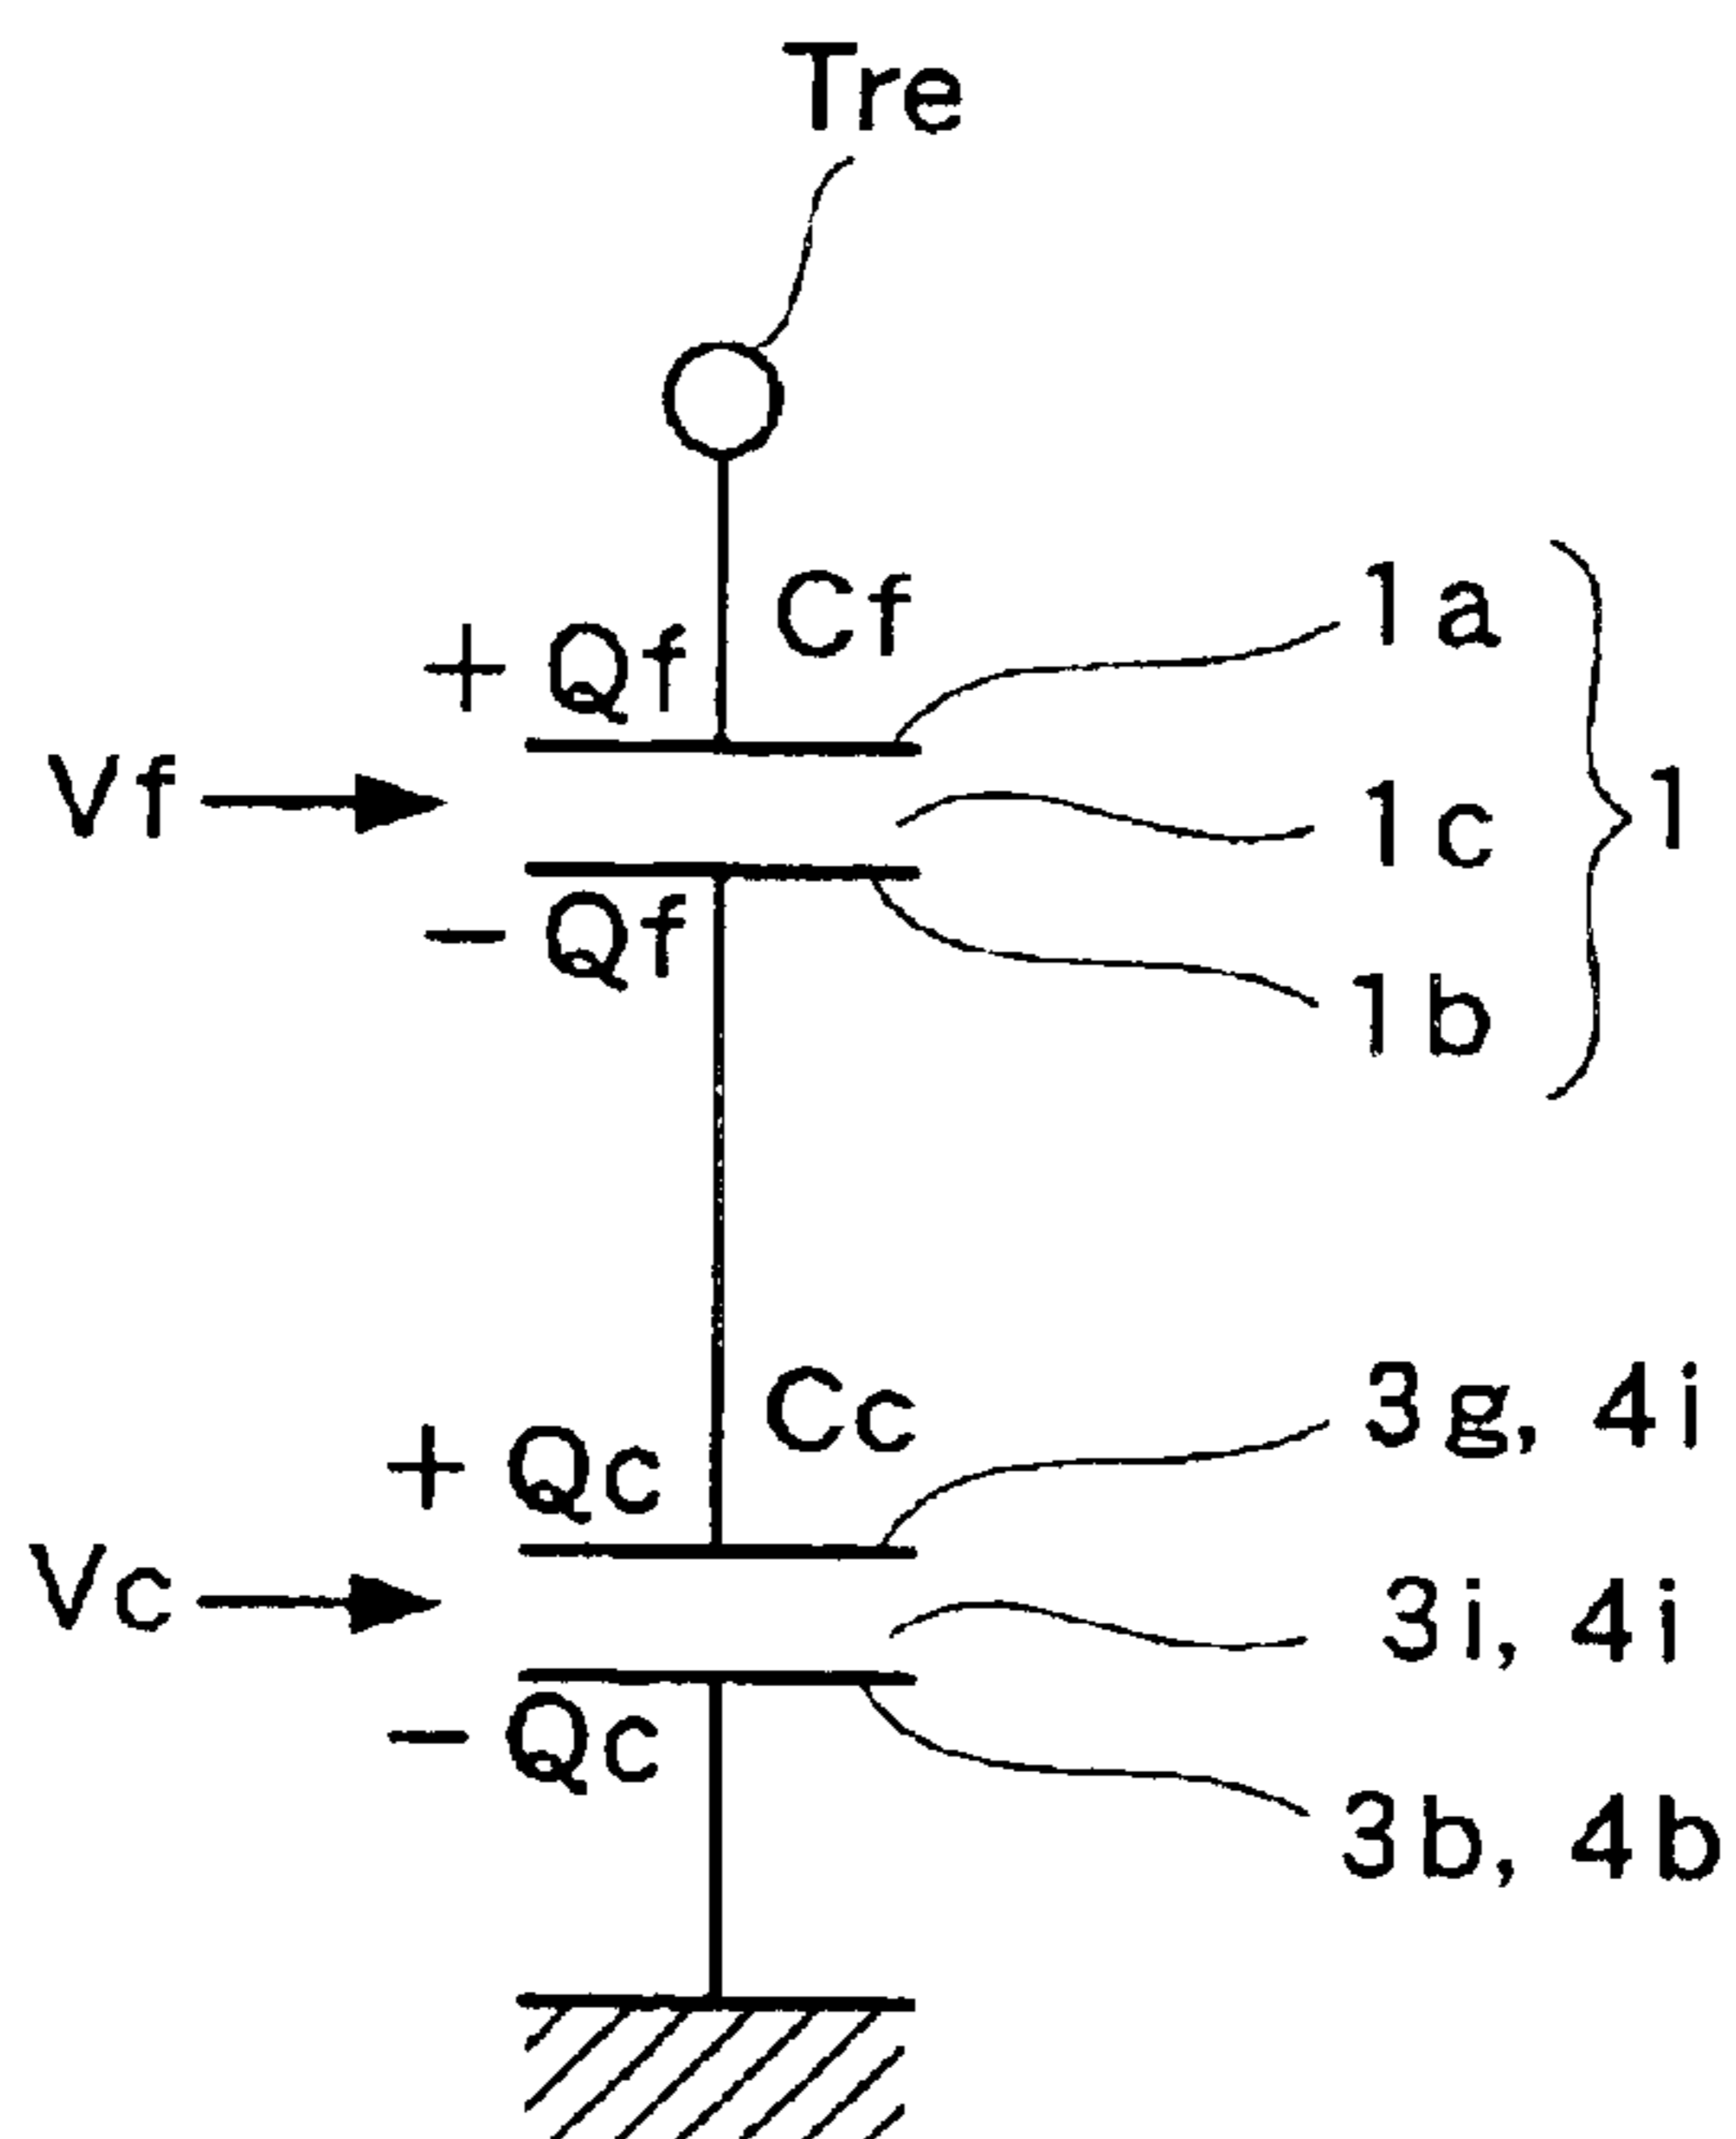 Tre
Cf
1a
+Qf
Vf
1c
1
-Qf
1b
Cc
3g, 4i
+Qc
Vc
3i, 4i
-Qc
3b, 4b